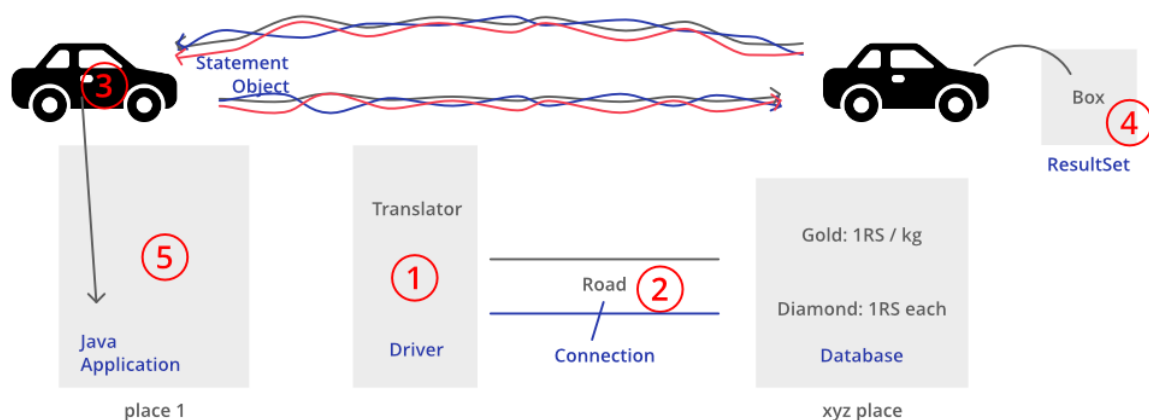 Statement
Object
3
Box
4
ResultSet
Translator
5
1
Road
2
Gold: 1RS / kg
Diamond: 1RS each
Java
Application
Driver
Connection
Database
place 1
xyz place